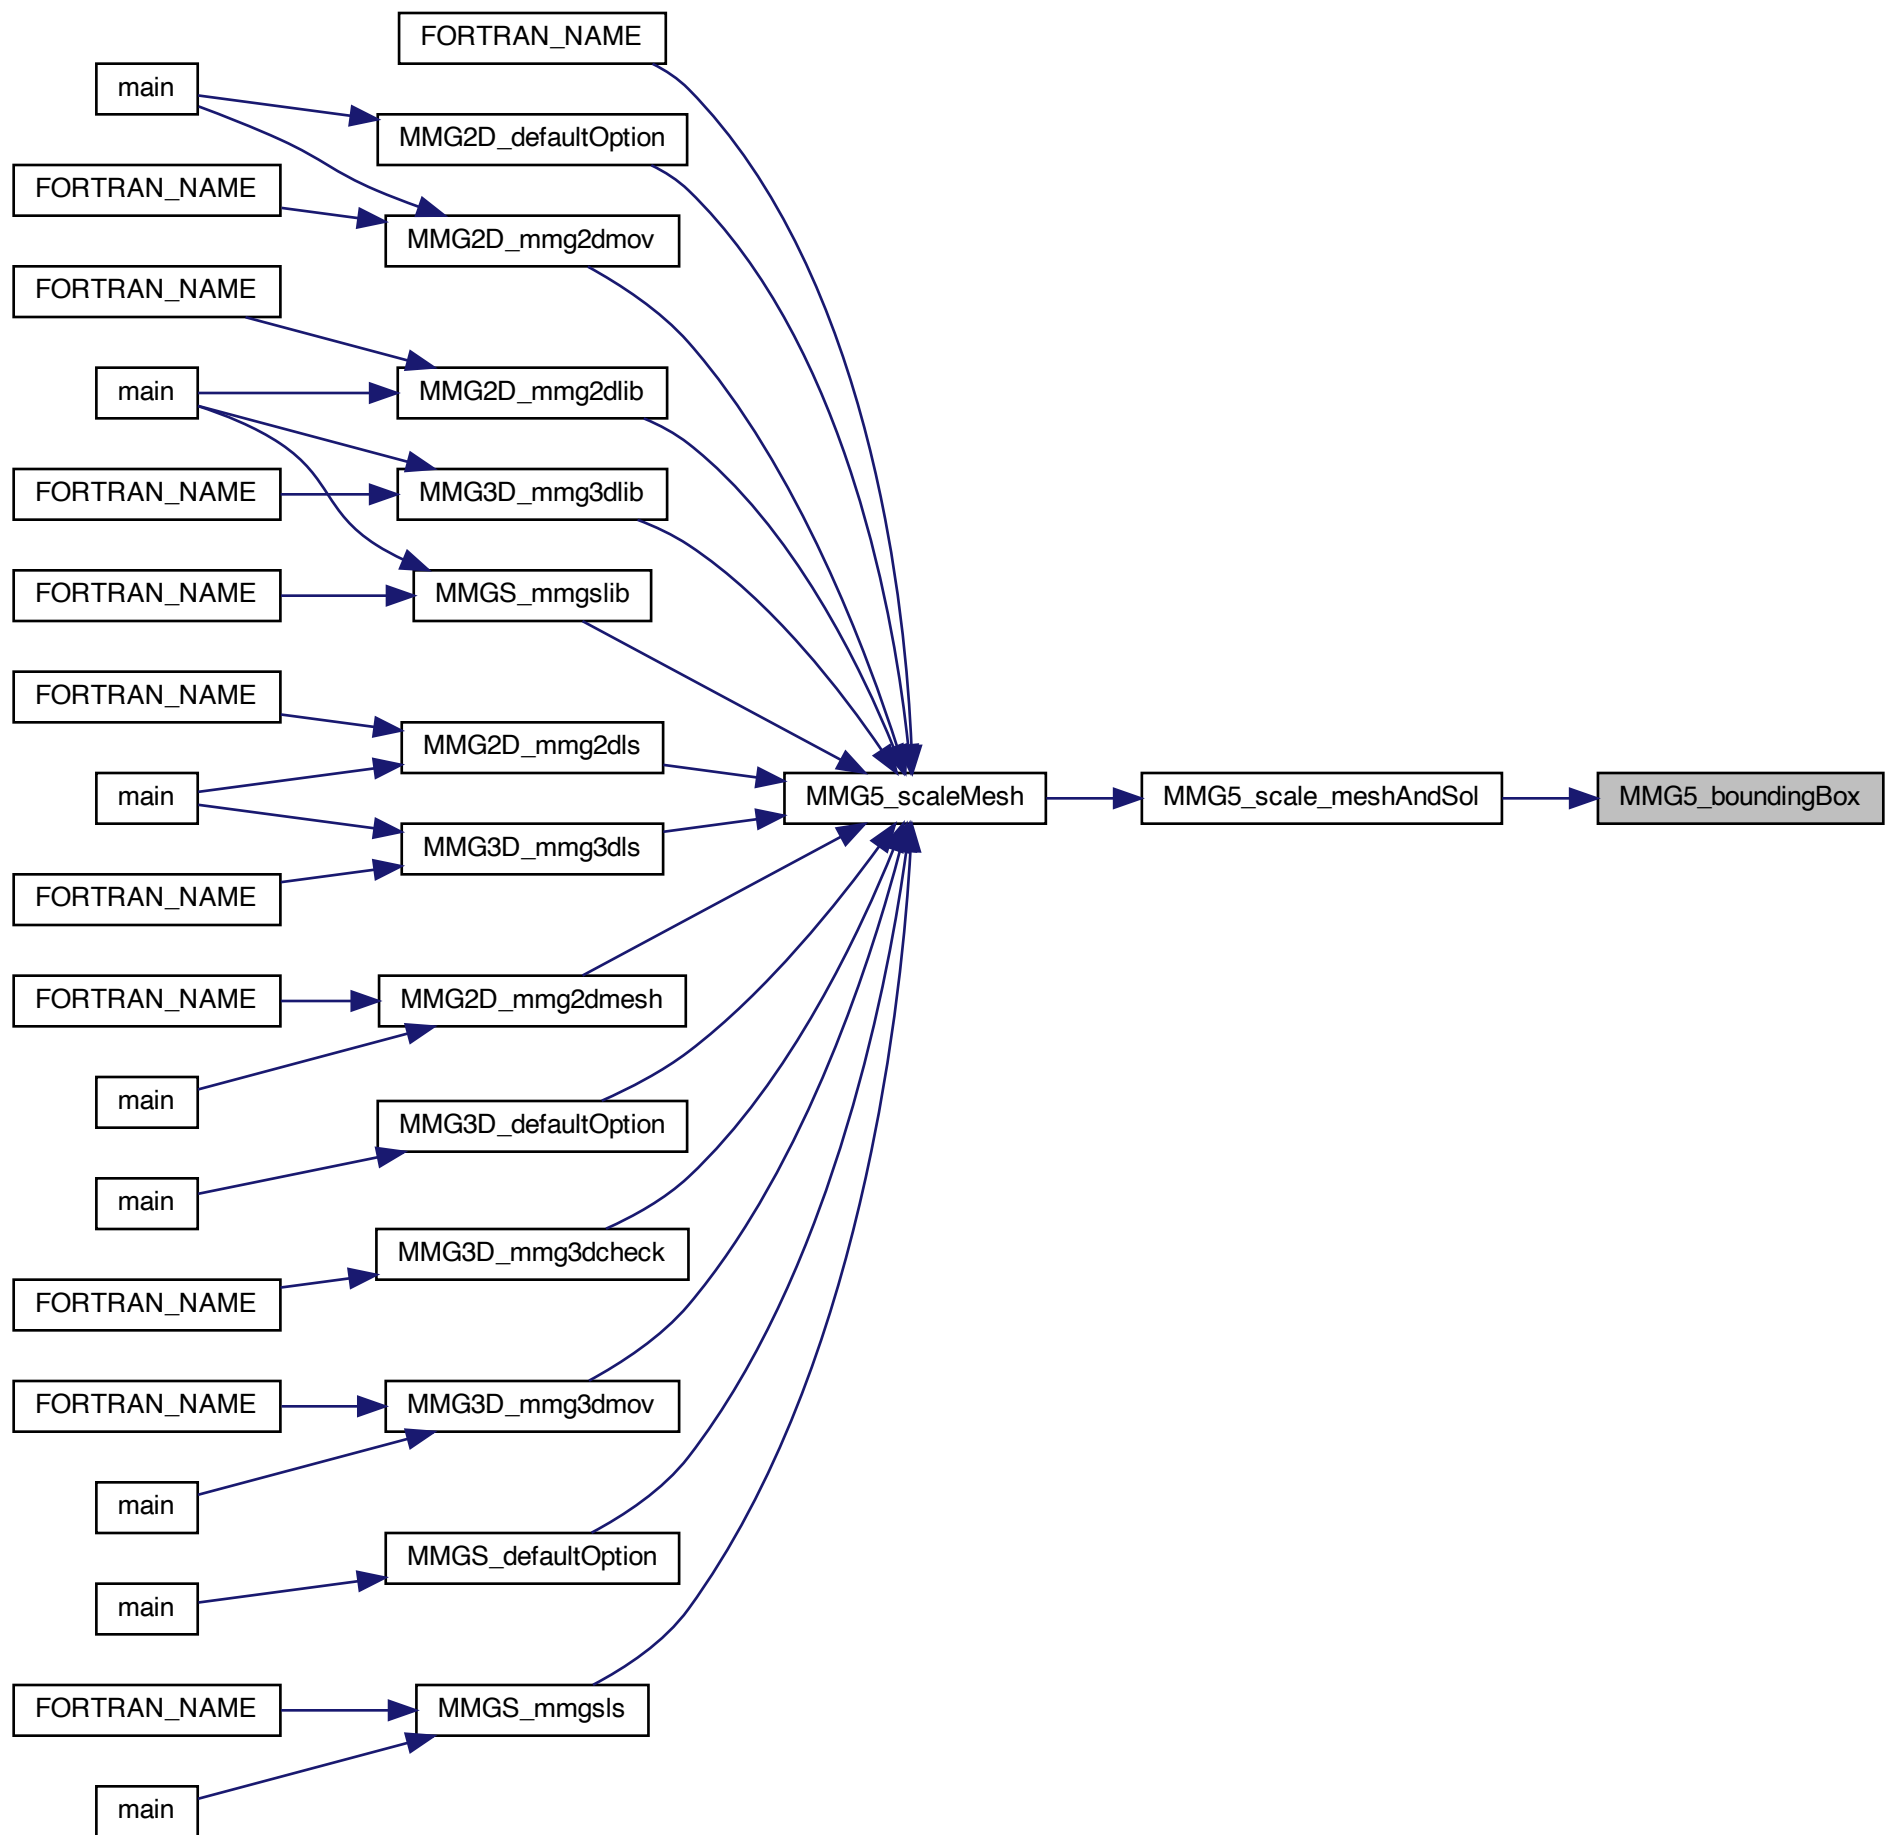 FORTRAN_NAME
main
MMG2D_defaultOption
FORTRAN_NAME
MMG2D_mmg2dmov
FORTRAN_NAME
main
MMG2D_mmg2dlib
FORTRAN_NAME
MMG3D_mmg3dlib
FORTRAN_NAME
MMGS_mmgslib
FORTRAN_NAME
MMG2D_mmg2dls
main
MMG5_scaleMesh
MMG5_scale_meshAndSol
MMG5_boundingBox
MMG3D_mmg3dls
FORTRAN_NAME
FORTRAN_NAME
MMG2D_mmg2dmesh
main
MMG3D_defaultOption
main
MMG3D_mmg3dcheck
FORTRAN_NAME
FORTRAN_NAME
MMG3D_mmg3dmov
main
MMGS_defaultOption
main
FORTRAN_NAME
MMGS_mmgsls
main